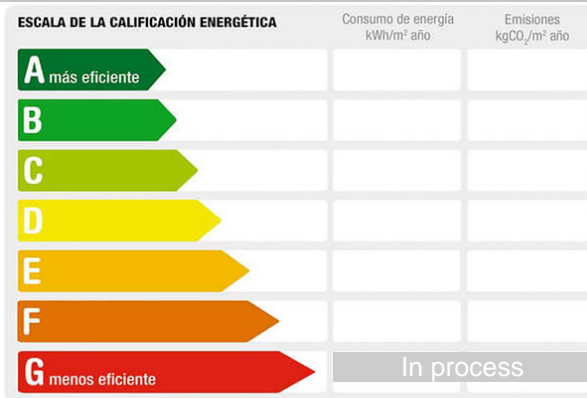 ESCALA DE LA CALIFICACIÓN ENERGÉTICA
Consumo de energía
kWh/m² año
Emisiones
kgCO₂/m² año
A más eficiente
B
C
D
E
F
G menos eficiente
In process